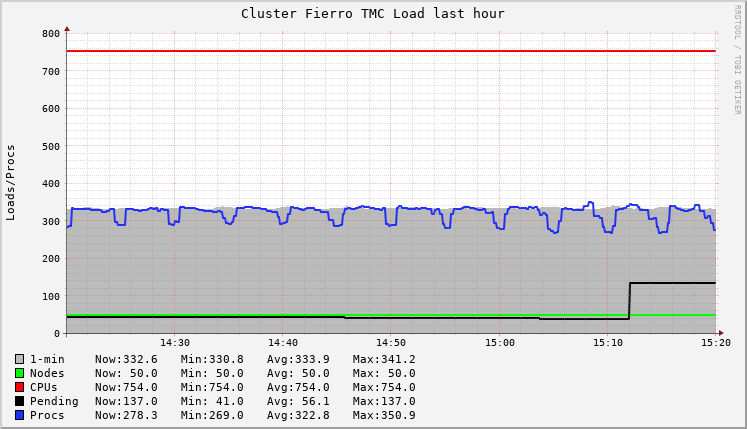 Cluster Fierro TMC Load last hour
RRDTOOL / TOBI OETIKER
Loads/Procs
800
700
600
500
400
300
200
100
0
14:30 14:40 14:50 15:00 15:10 15:20
1-min Now:332.6 Min:330.8 Avg:333.9 Max:341.2
Nodes Now: 50.0 Min: 50.0 Avg: 50.0 Max: 50.0
CPUs Now:754.0 Min:754.0 Avg:754.0 Max:754.0
Pending Now:137.0 Min: 41.0 Avg: 56.1 Max:137.0
Procs Now:278.3 Min:269.0 Avg:322.8 Max:350.9